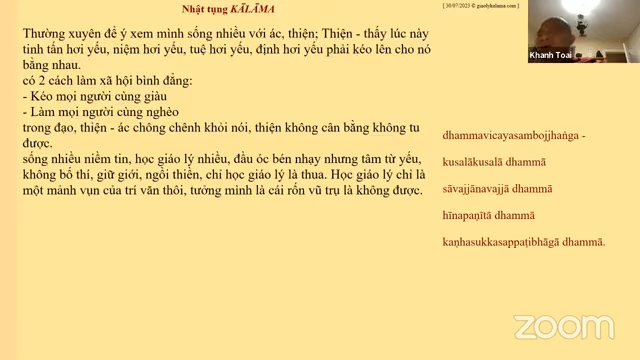 Nhật tụng KĀLĀMA
[ 30/07/2023 © giaolykalama.com ]
Khanh Toai
Thường xuyên để ý xem mình sống nhiều với ác, thiện; Thiện - thấy lúc này
tinh tấn hơi yếu, niệm hơi yếu, tuệ hơi yếu, định hơi yếu phải kéo lên cho nó
bằng nhau.
có 2 cách làm xã hội bình đẳng:
- Kéo mọi người cùng giàu
- Làm mọi người cùng nghèo
trong đạo, thiện - ác chông chênh khỏi nói, thiện không cân bằng không tu
được.
sống nhiều niềm tin, học giáo lý nhiều, đầu óc bén nhạy nhưng tâm từ yếu,
không bố thí, giữ giới, ngồi thiền, chỉ học giáo lý là thua. Học giáo lý chỉ là
một mảnh vụn của trí văn thôi, tưởng mình là cái rốn vũ trụ là không được.
dhammavicayasambojjhaṅga -
kusalākusalā dhammā
sāvajjānavajjā dhammā
hīnapaṇītā dhammā
kaṇhasukkasappaṭibhāgā dhammā.
zoom